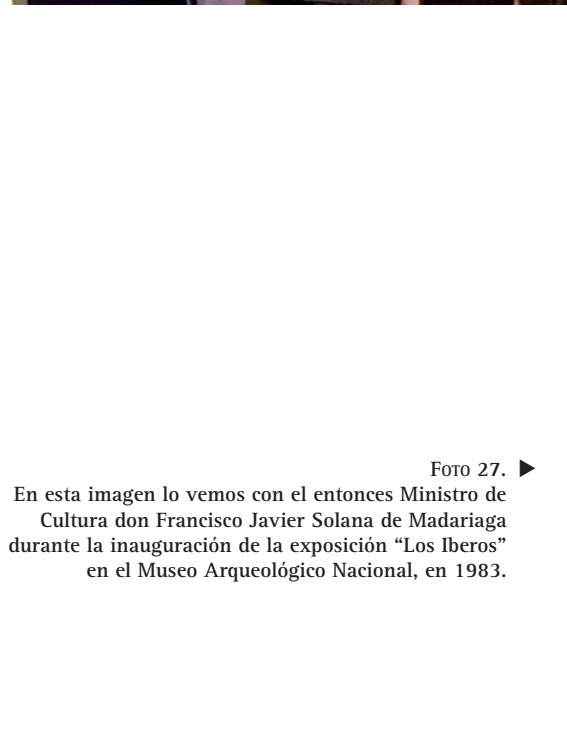 FOTO 27. ▶
En esta imagen lo vemos con el entonces Ministro de
Cultura don Francisco Javier Solana de Madariaga
durante la inauguración de la exposición “Los Iberos”
en el Museo Arqueológico Nacional, en 1983.